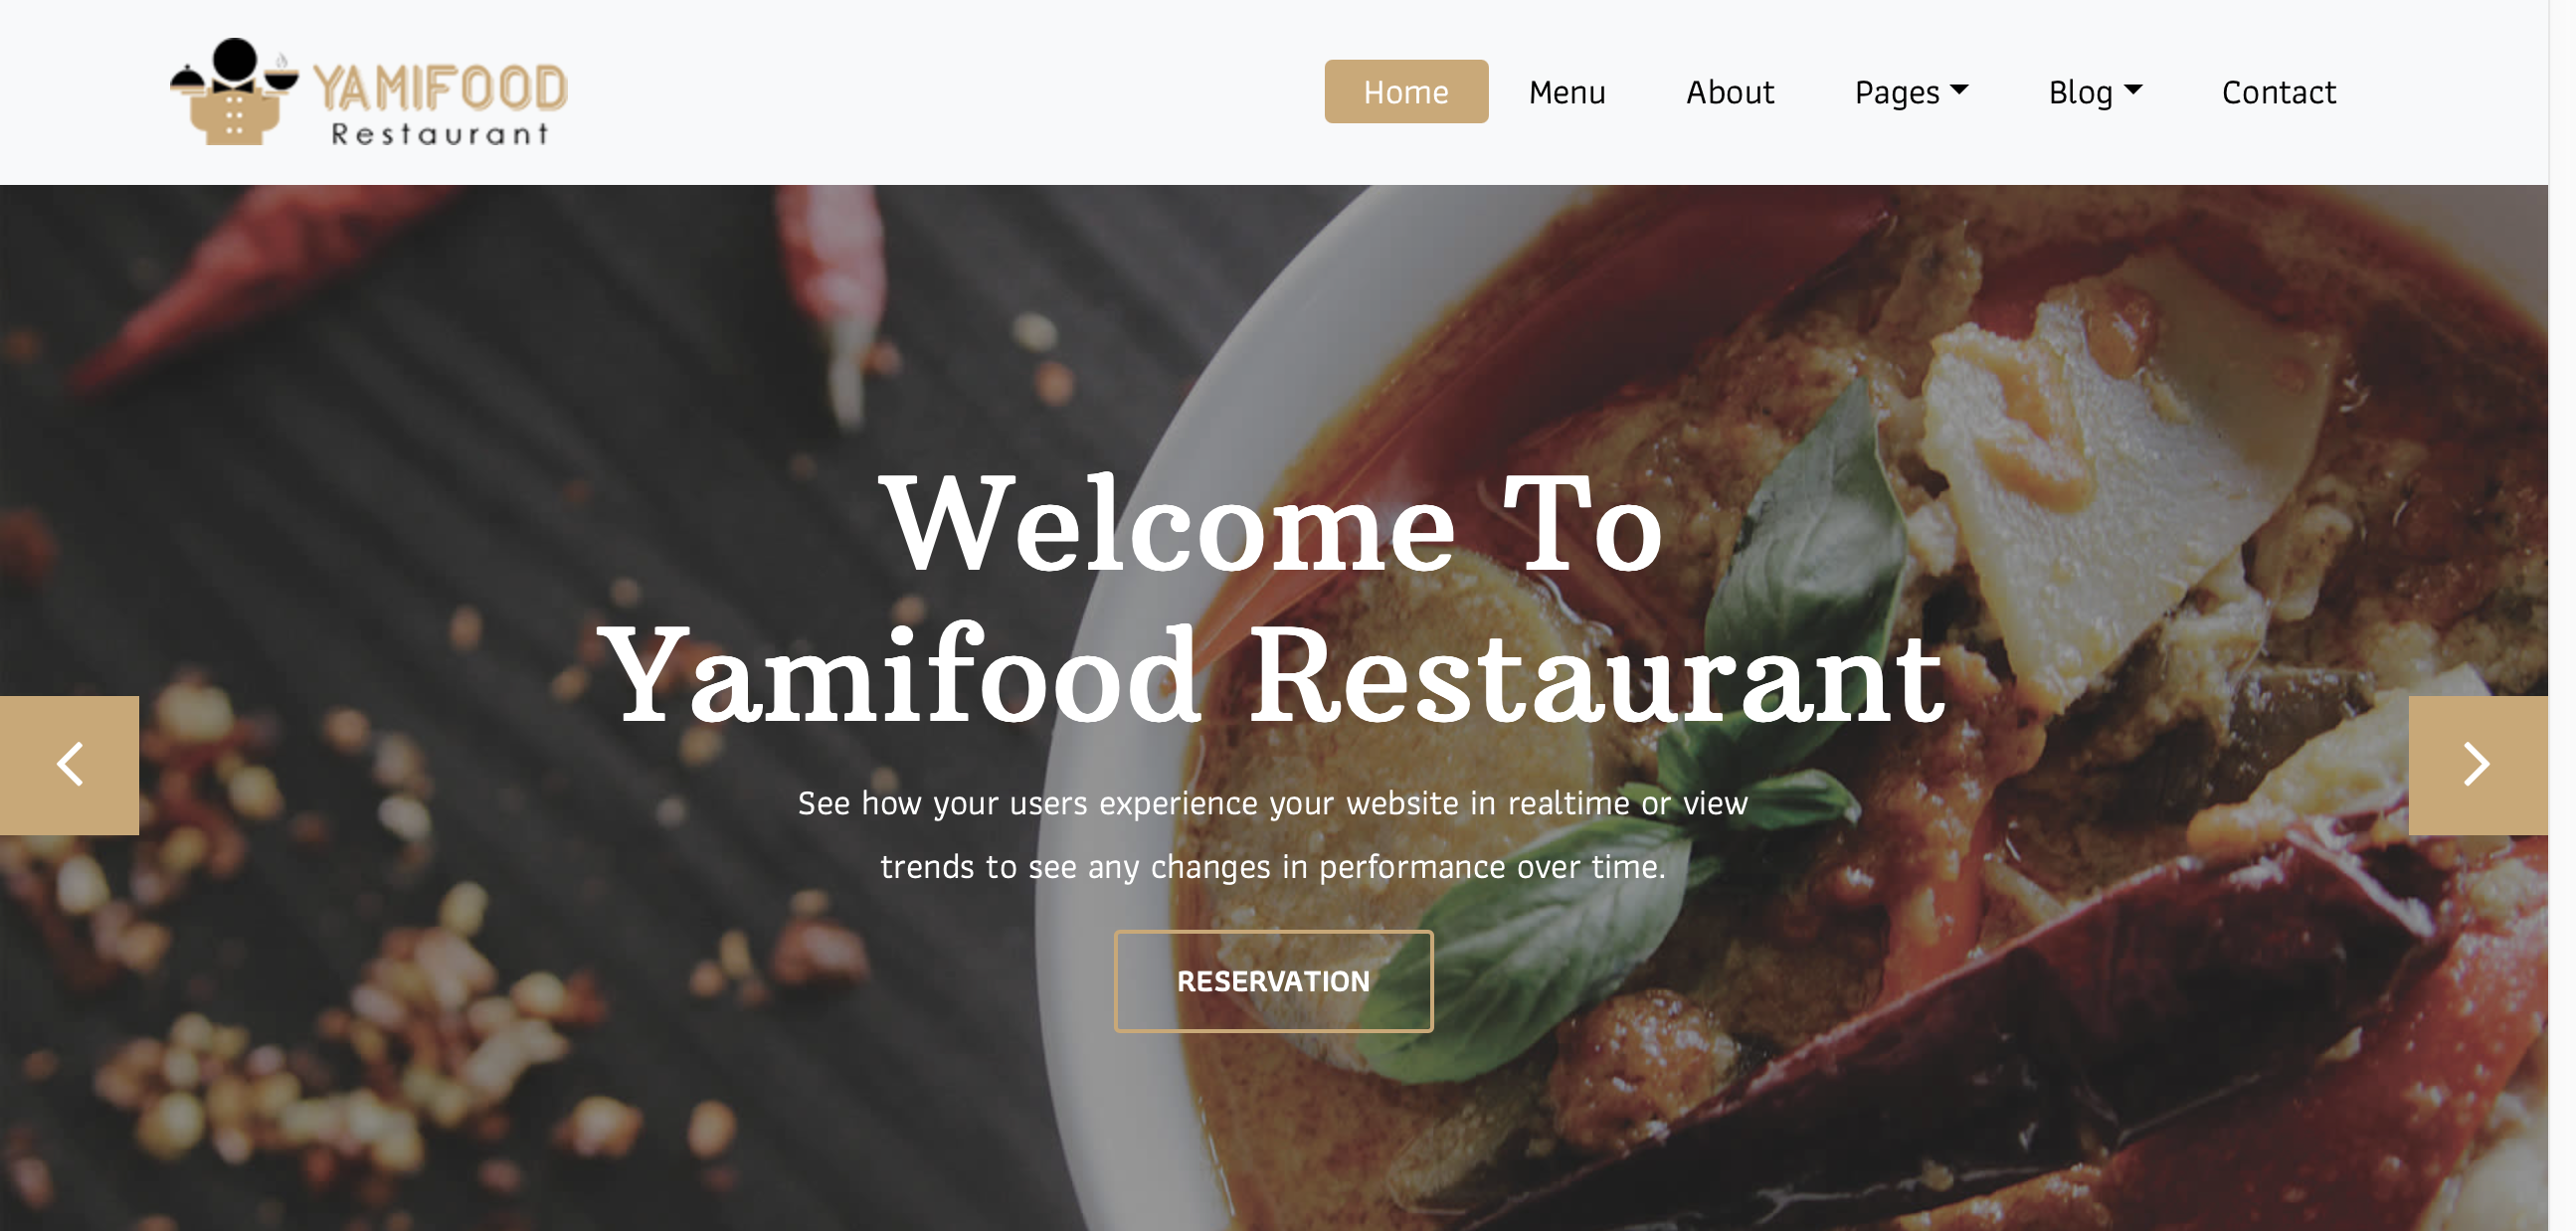 YAMIFOOD
Restaurant
Home Menu About Pages Blog Contact
Welcome To
Yamifood Restaurant
See how your users experience your website in realtime or view
trends to see any changes in performance over time.
RESERVATION